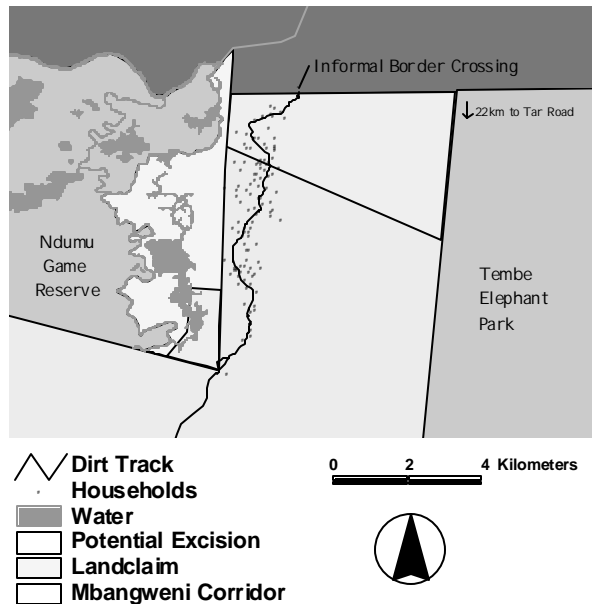 Informal Border Crossing
22km to Tar Road
Ndumu
Game
Reserve
Tembe
Elephant
Park
Dirt Track
Households
Water
Potential Excision
Landclaim
Mbangweni Corridor
0 2 4 Kilometers